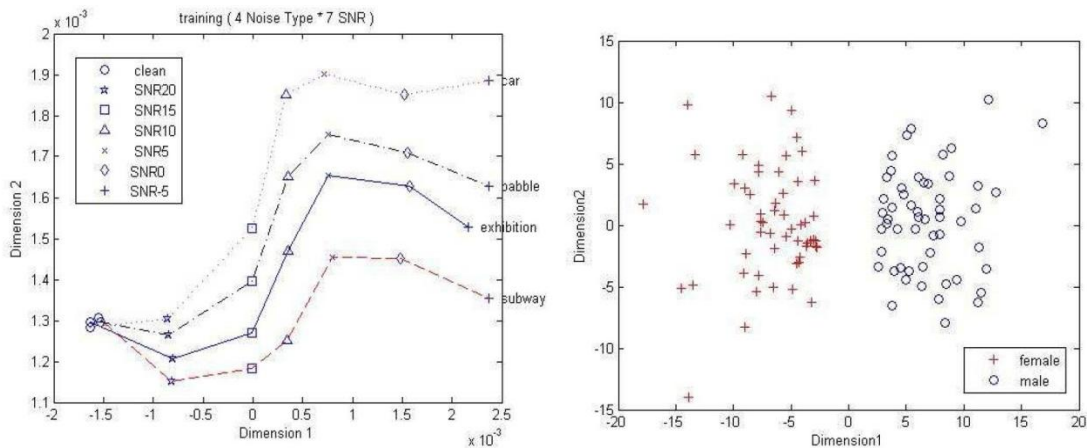 training ( 4 Noise Type * 7 SNR )
x 10⁻³
2
1.9
1.8
1.7
1.6
1.5
1.4
1.3
1.2
1.1
Dimension 2
clean
SNR20
SNR15
SNR10
SNR5
SNR0
SNR-5
car
babble
exhibition
subway
-2
-1.5
-1
-0.5
0
0.5
1
1.5
2
2.5
Dimension 1
x 10⁻³
15
10
5
0
-5
-10
-15
Dimension2
female
male
-20
-15
-10
-5
0
5
10
15
20
Dimension1